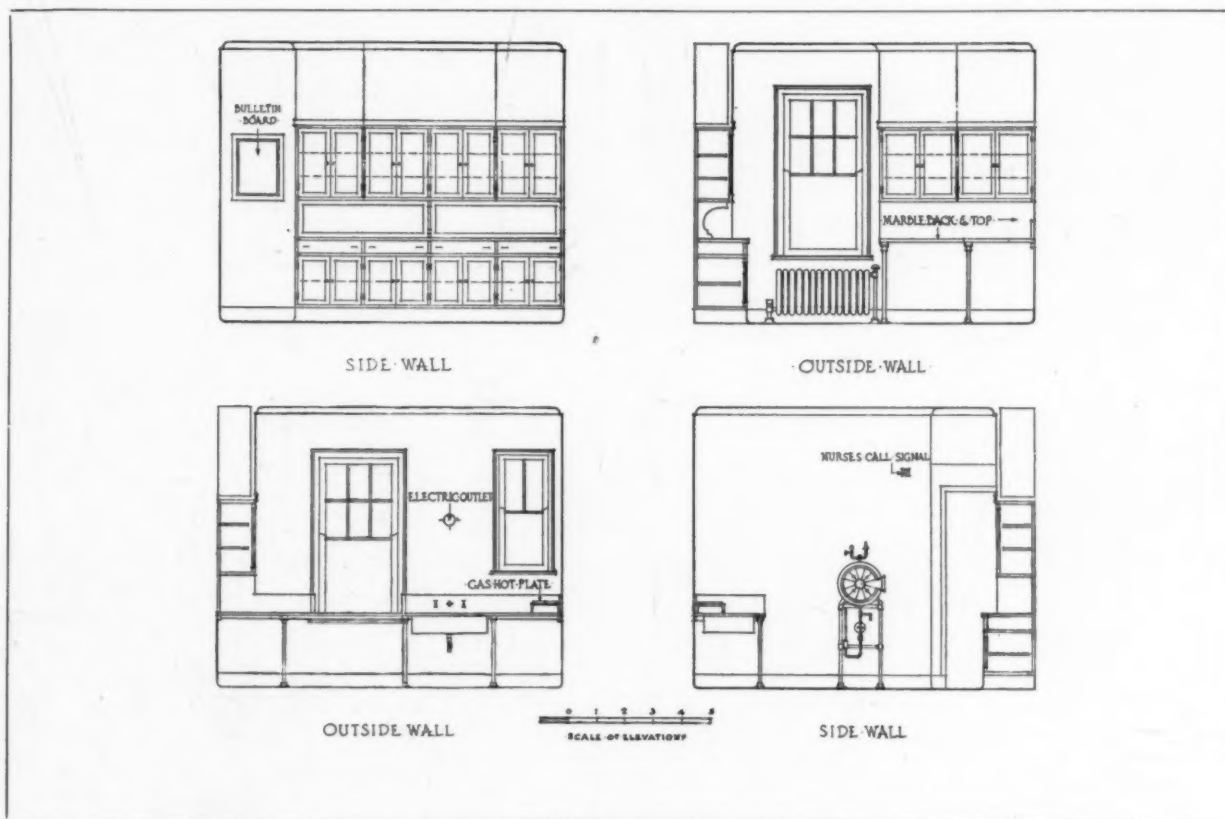 BULLETIN
BOARD
SIDE·WALL
MARBLE BACK & TOP
·OUTSIDE·WALL·
ELECTRIC OUTLET
GAS·HOT·PLATE
OUTSIDE WALL
NURSES CALL SIGNAL
SIDE·WALL
0 1 2 3 4 5
SCALE·OF·ELEVATIONS